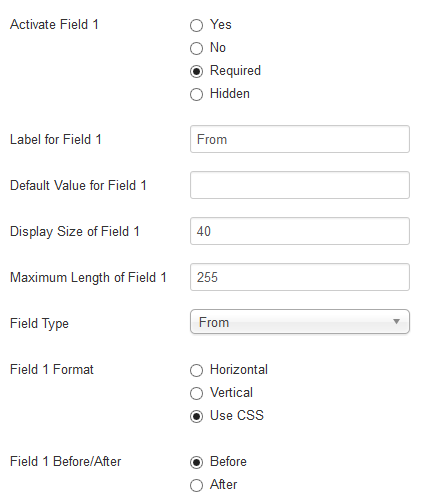 Activate Field 1
Yes
No
Required
Hidden
Label for Field 1
From
Default Value for Field 1
Display Size of Field 1
40
Maximum Length of Field 1
255
Field Type
From
Field 1 Format
Horizontal
Vertical
Use CSS
Field 1 Before/After
Before
After